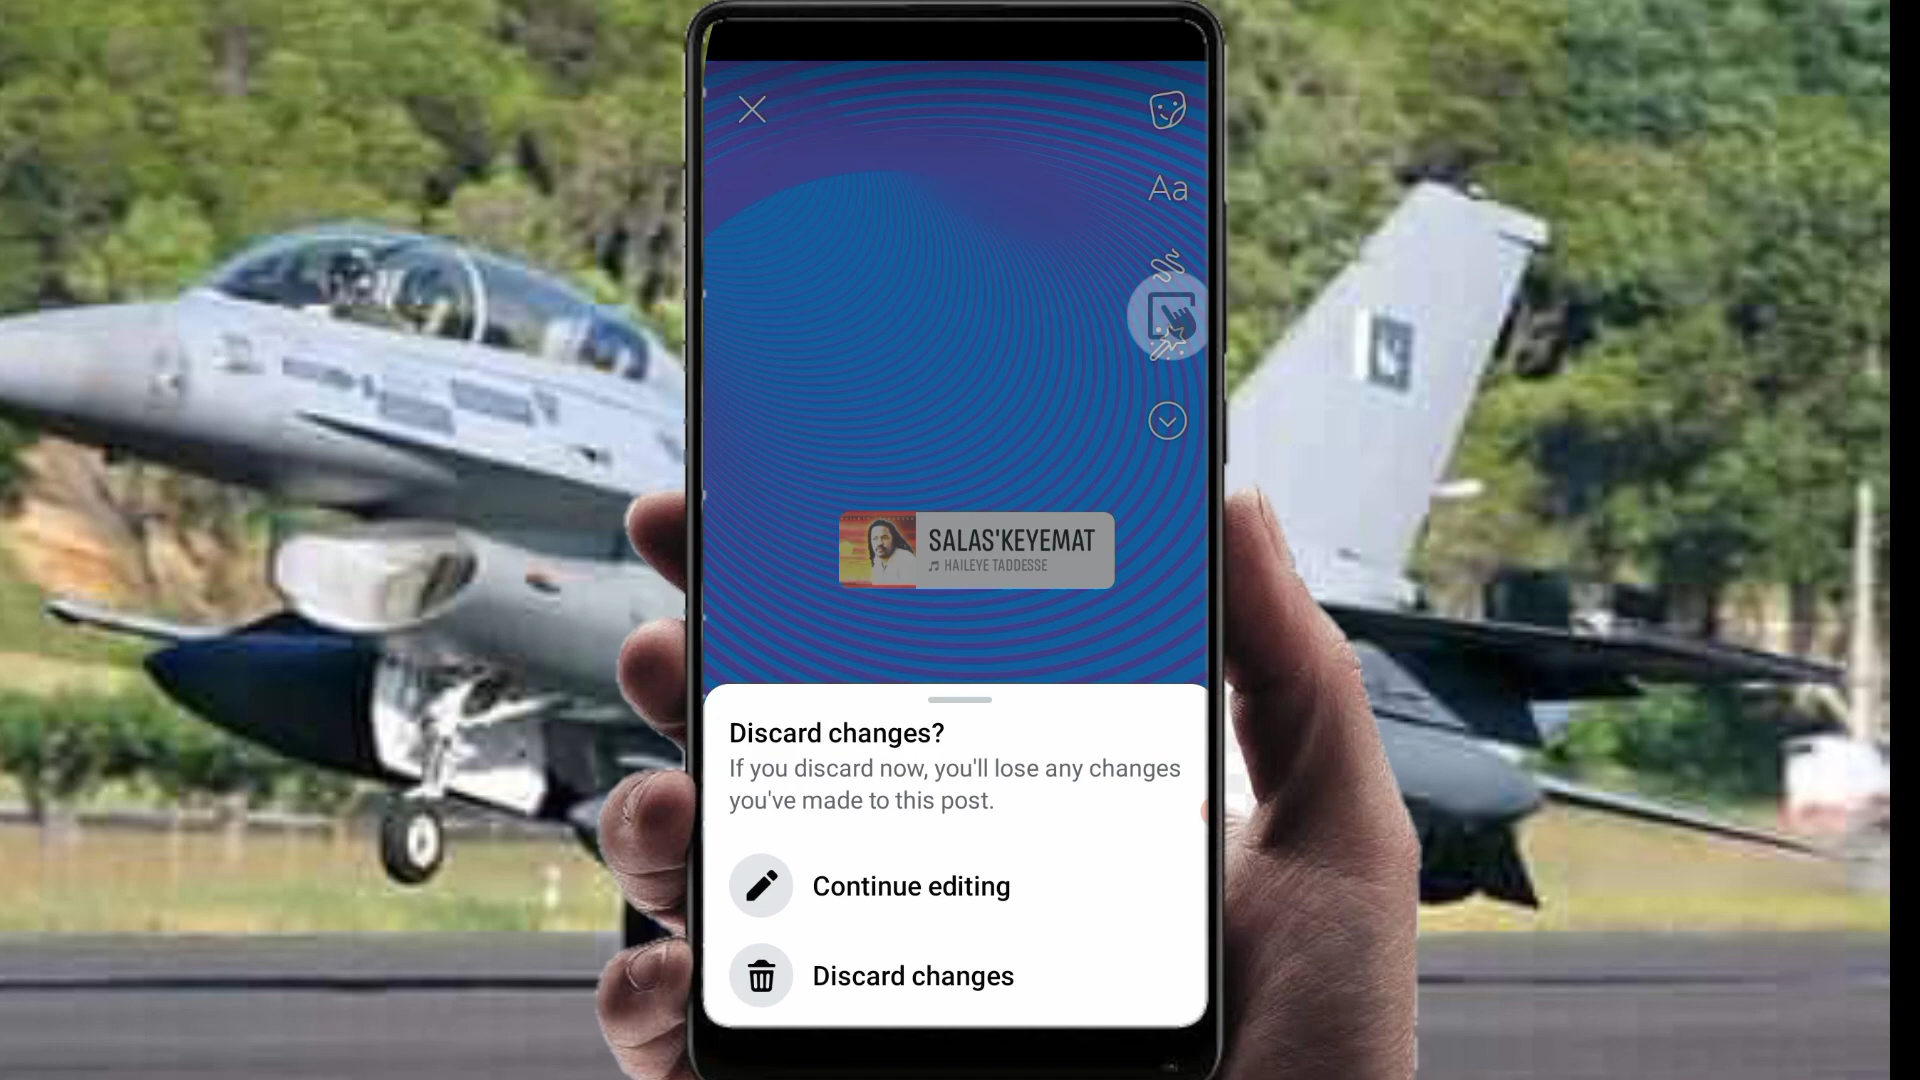 Aa
SALAS'KEYEMAT
HAILEYE TADDESSE
Discard changes?
If you discard now, you'll lose any changes
you've made to this post.
Continue editing
Discard changes